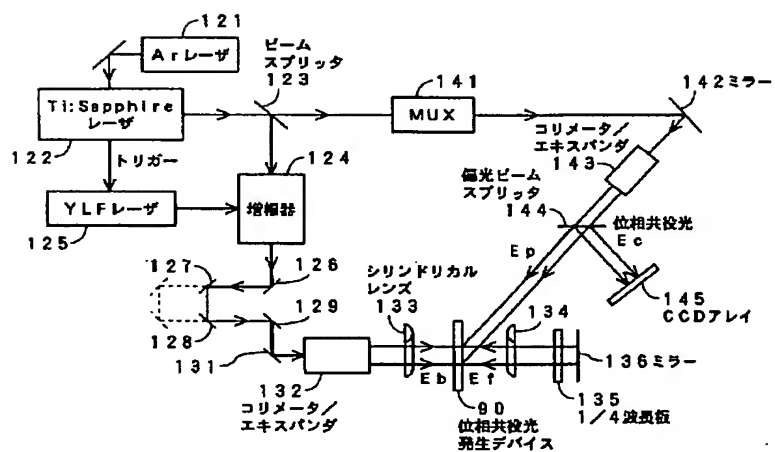 121
Arレーザ
ビーム
スプリッタ
123
141
MUX
142ミラー
Ti:Sapphire
レーザ
122
トリガー
124
増幅器
コリメータ/
エキスパンダ
143
偏光ビーム
スプリッタ
144
位相共役光
Ec
YLFレーザ
125
Ep
145
CCDアレイ
127
126
128
129
131
シリンドリカル
レンズ
133
134
132
コリメータ/
エキスパンダ
Eb
Ef
136ミラー
135
1/4波長板
90
位相共役光
発生デバイス